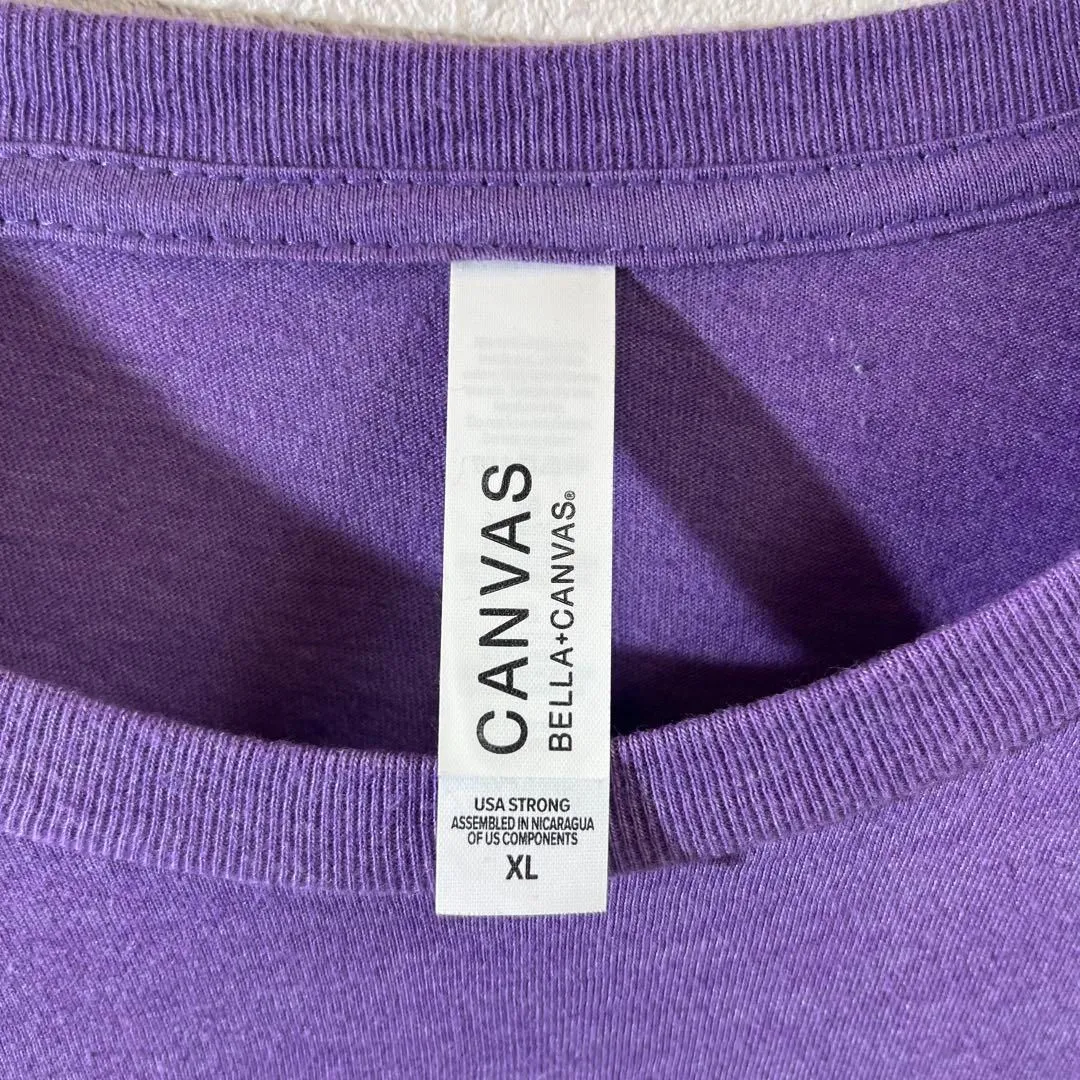 CANVAS
BELLA+CANVAS®
USA STRONG
ASSEMBLED IN NICARAGUA
OF US COMPONENTS
XL